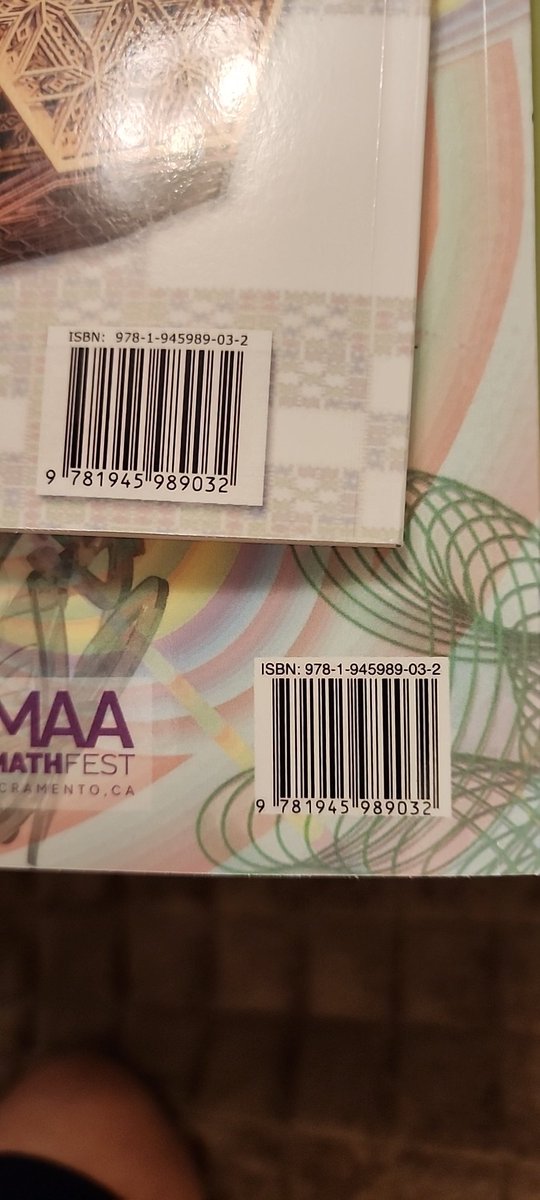 ISBN: 978-1-945989-03-2
9 781945 989032
ISBN: 978-1-945989-03-2
9 781945 989032
MAA
MATHFEST
CRAMENTO, CA